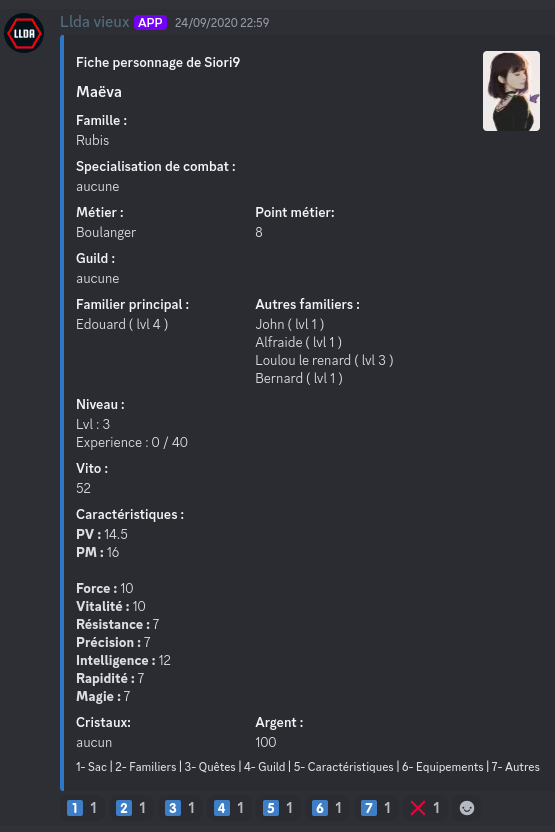 LLDA
Llda vieux APP 24/09/2020 22:59
Fiche personnage de Siori9
Maëva
Famille :
Rubis
Specialisation de combat :
aucune
Métier : Point métier:
Boulanger 8
Guild :
aucune
Familier principal : Autres familiers :
Edouard ( lvl 4 ) John ( lvl 1 )
Alfraide ( lvl 1 )
Loulou le renard ( lvl 3 )
Bernard ( lvl 1 )
Niveau :
Lvl : 3
Experience : 0 / 40
Vito :
52
Caractéristiques :
PV : 14.5
PM : 16
Force : 10
Vitalité : 10
Résistance : 7
Précision : 7
Intelligence : 12
Rapidité : 7
Magie : 7
Cristaux: Argent :
aucun 100
1- Sac | 2- Familiers | 3- Quètes | 4- Guild | 5- Caractéristiques | 6- Equipements | 7- Autres
1 1 2 1 3 1 4 1 5 1 6 1 7 1 ❌ 1